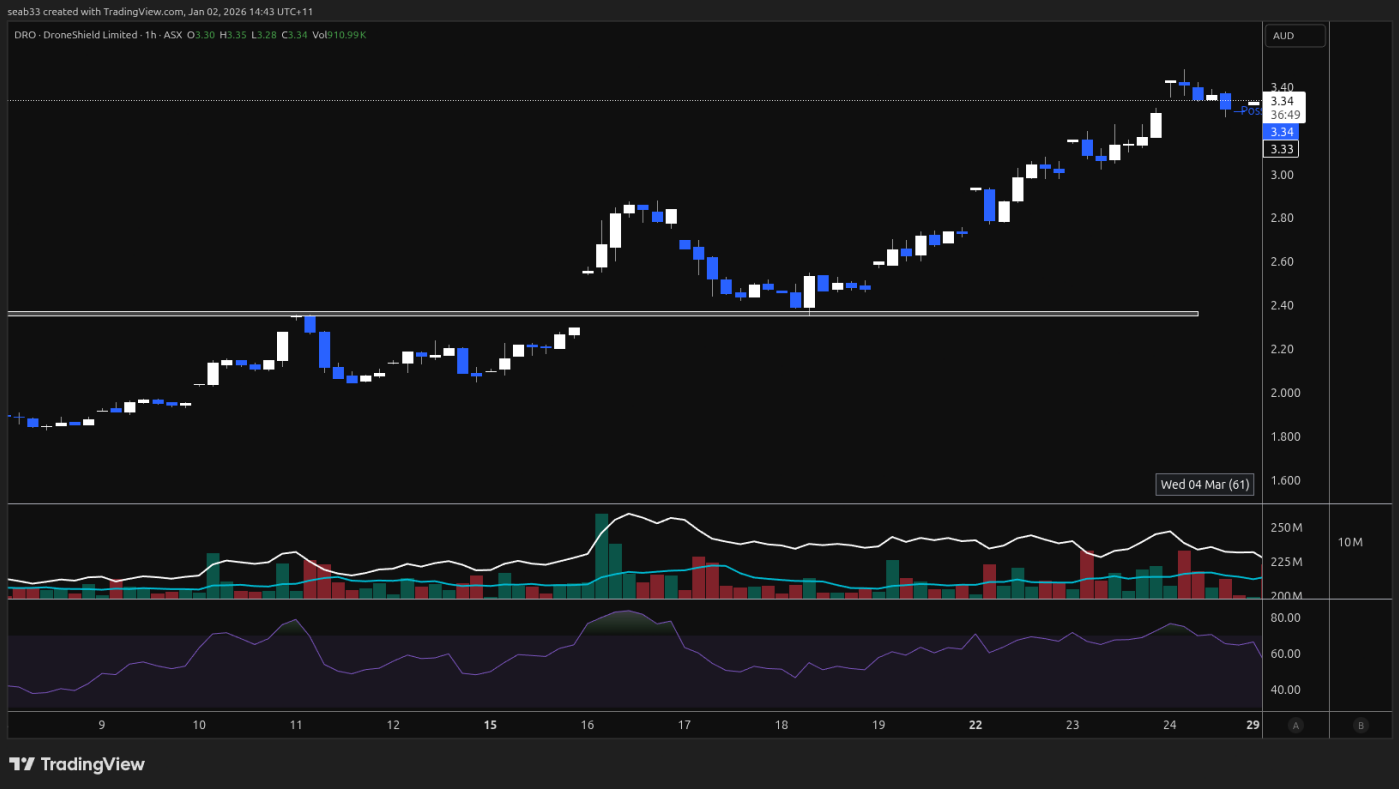 seab33 created with TradingView.com, Jan 02, 2026 14:43 UTC+11
DRO · DroneShield Limited · 1h · ASX O3.30 H3.35 L3.28 C3.34 Vol910.99K
AUD
3.40
3.34
36:49
3.34
3.33
3.00
2.80
2.60
2.40
2.20
2.000
1.800
1.600
Wed 04 Mar (61)
250 M
10 M
225 M
200 M
80.00
60.00
40.00
9 10 11 12 15 16 17 18 19 22 23 24 29 A B
TradingView